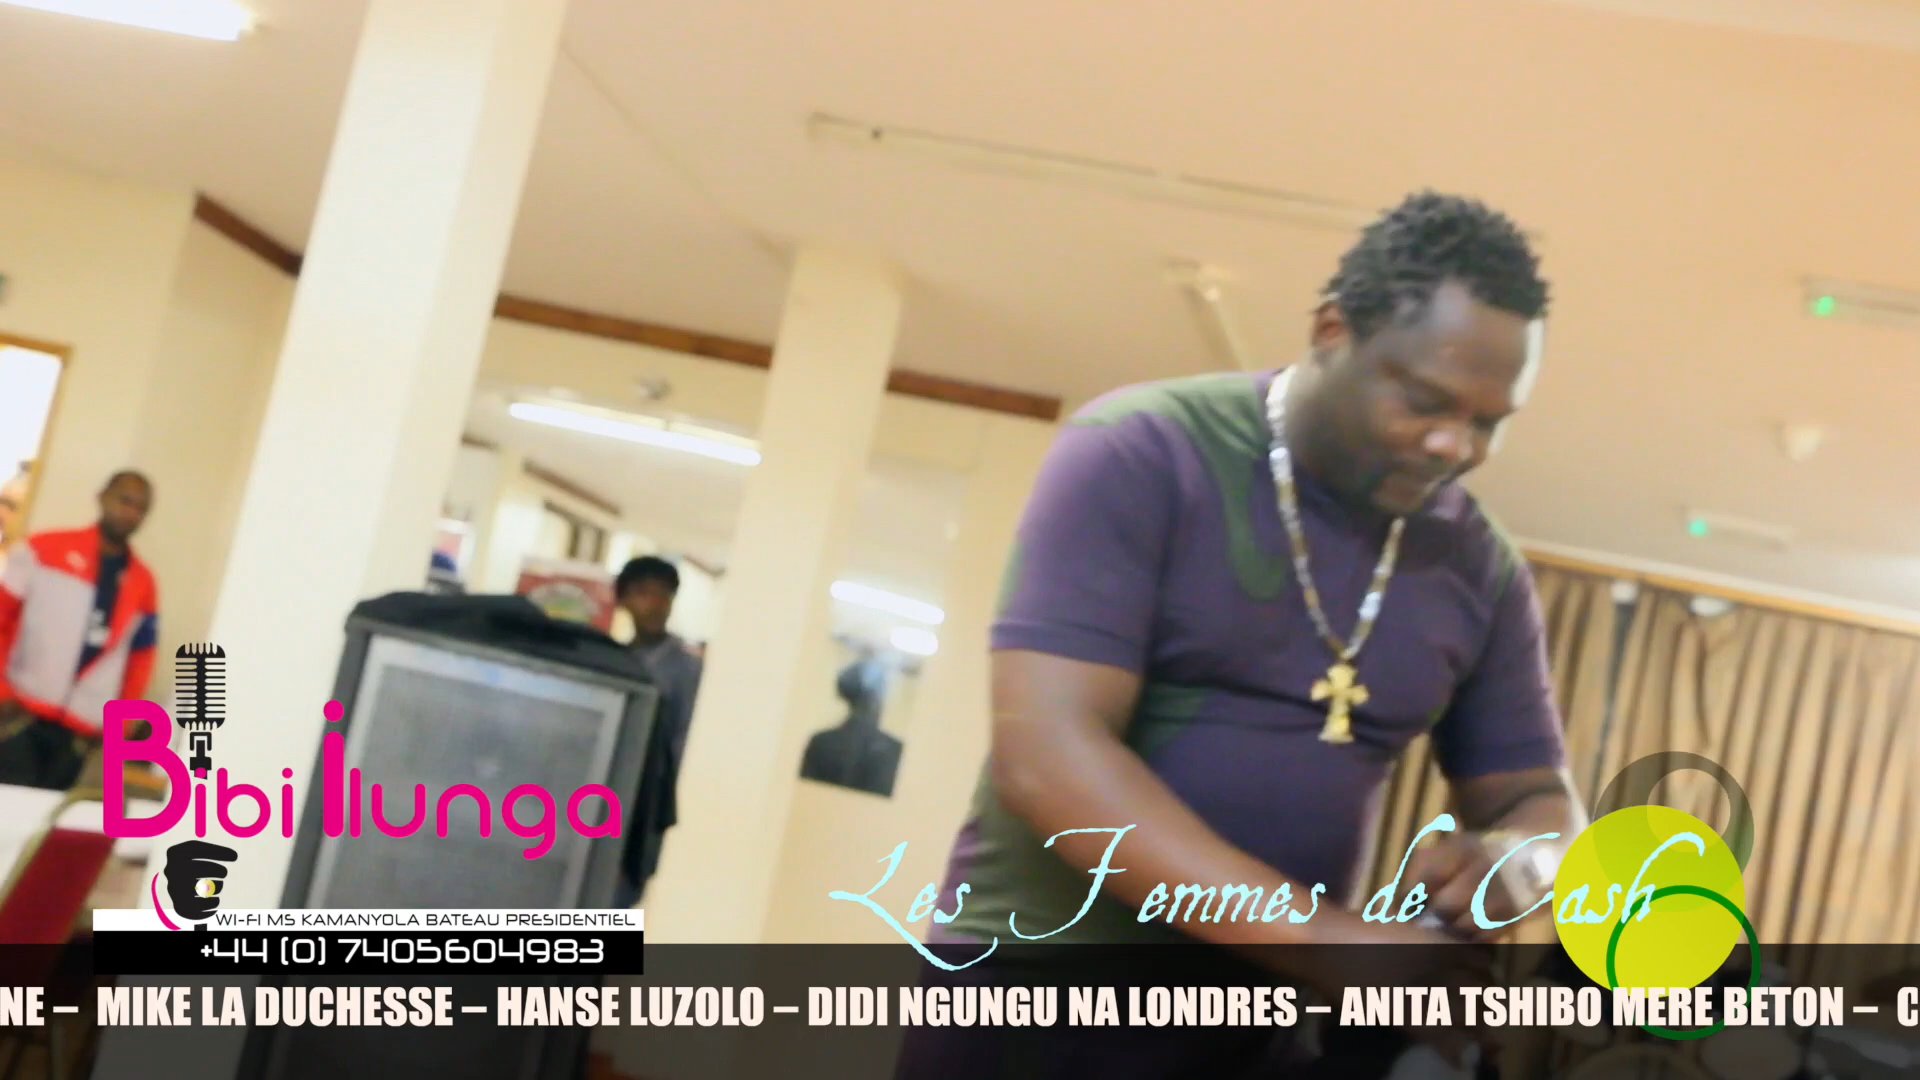 Bibi Ilunga
Les Femmes de Cash
WI-FI MS KAMANYOLA BATEAU PRESIDENTIEL
+44 (0) 7405604983
NE – MIKE LA DUCHESSE – HANSE LUZOLO – DIDI NGUNGU NA LONDRES – ANITA TSHIBO MERE BETON – C